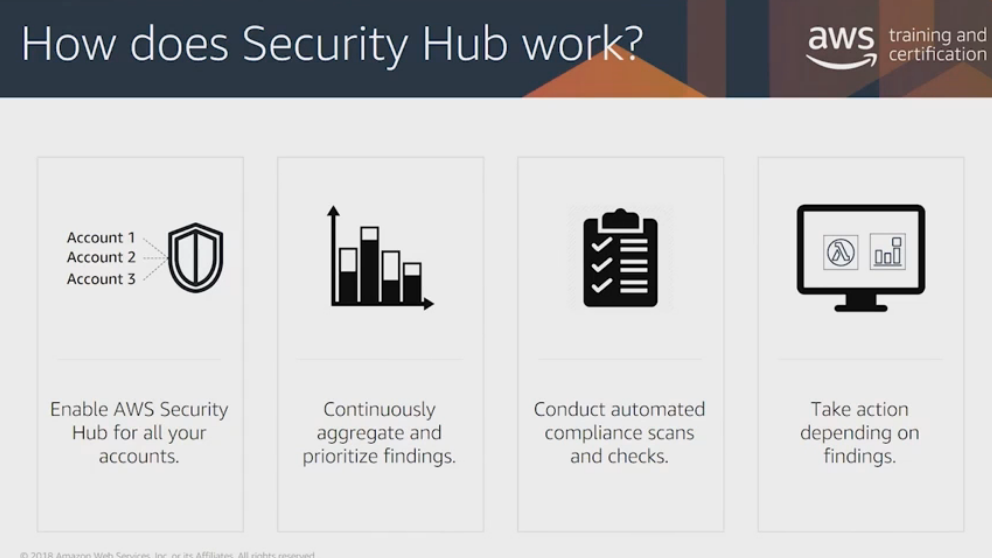 How does Security Hub work?
aws training and
certification
Account 1
Account 2
Account 3
Enable AWS Security
Hub for all your
accounts.
Continuously
aggregate and
prioritize findings.
Conduct automated
compliance scans
and checks.
Take action
depending on
findings.
© 2018 Amazon Web Services, Inc. or its Affiliates. All rights reserved.